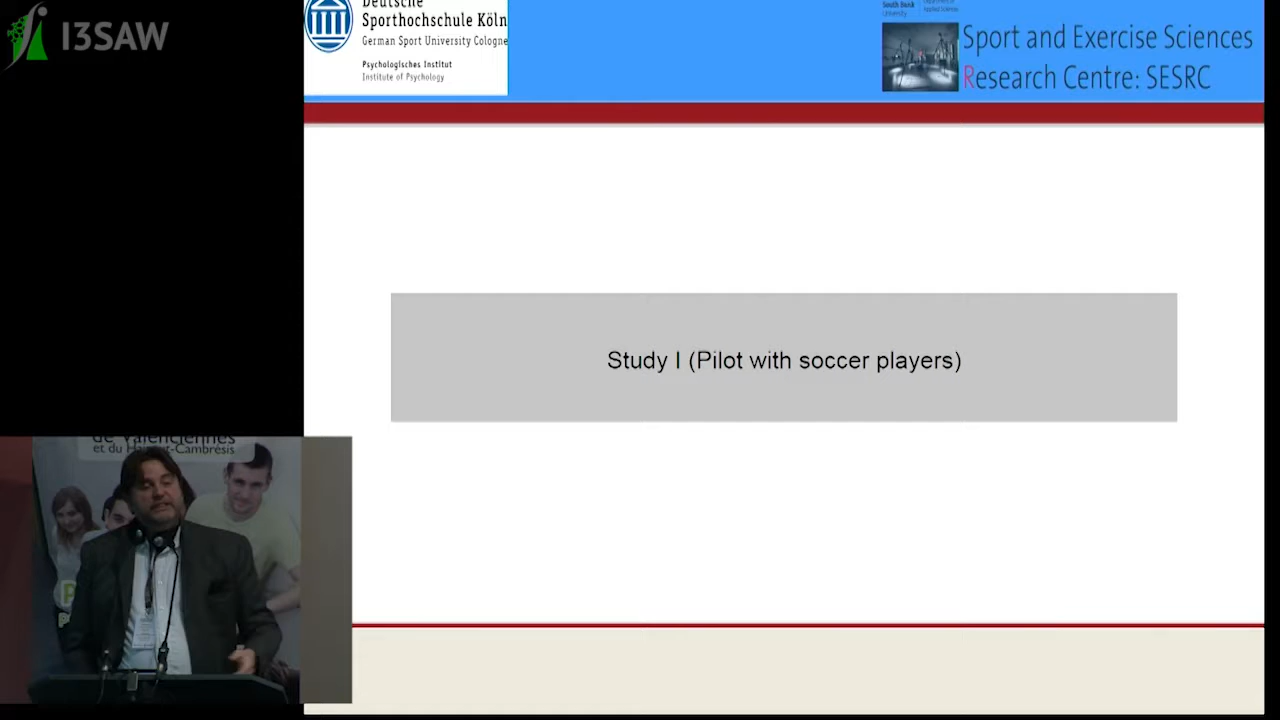 I3SAW
Deutsche
Sporthochschule Köln
German Sport University Cologne
Psychologisches Institut
Institute of Psychology
South Bank
University
Sport and Exercise Sciences
Research Centre: SESRC
Study I (Pilot with soccer players)
de Valenciennes
et du Hainaut-Cambrésis